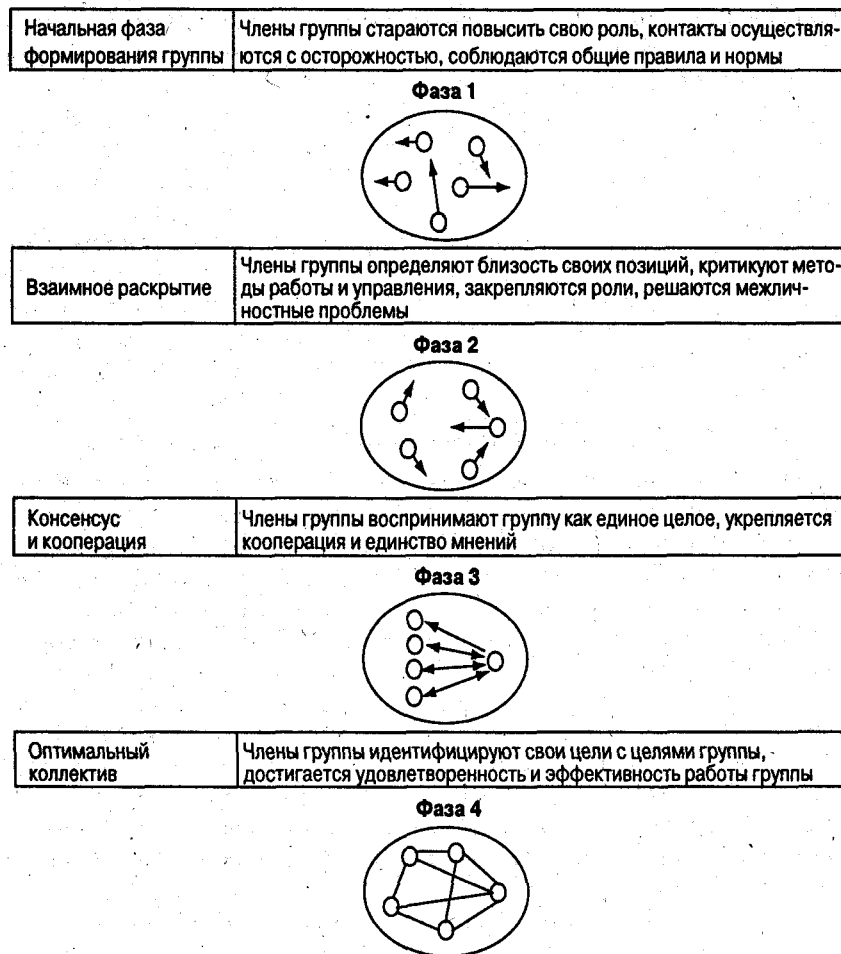 Начальная фаза
формирования группы
Члены группы стараются повысить свою роль, контакты осуществля-
ются с осторожностью, соблюдаются общие правила и нормы
Фаза 1
Взаимное раскрытие
Члены группы определяют близость своих позиций, критикуют мето-
ды работы и управления, закрепляются роли, решаются межлич-
ностные проблемы
Фаза 2
Консенсус
и кооперация
Члены группы воспринимают группу как единое целое, укрепляется
кооперация и единство мнений
Фаза 3
Оптимальный
коллектив
Члены группы идентифицируют свои цели с целями группы,
достигается удовлетворенность и эффективность работы группы
Фаза 4